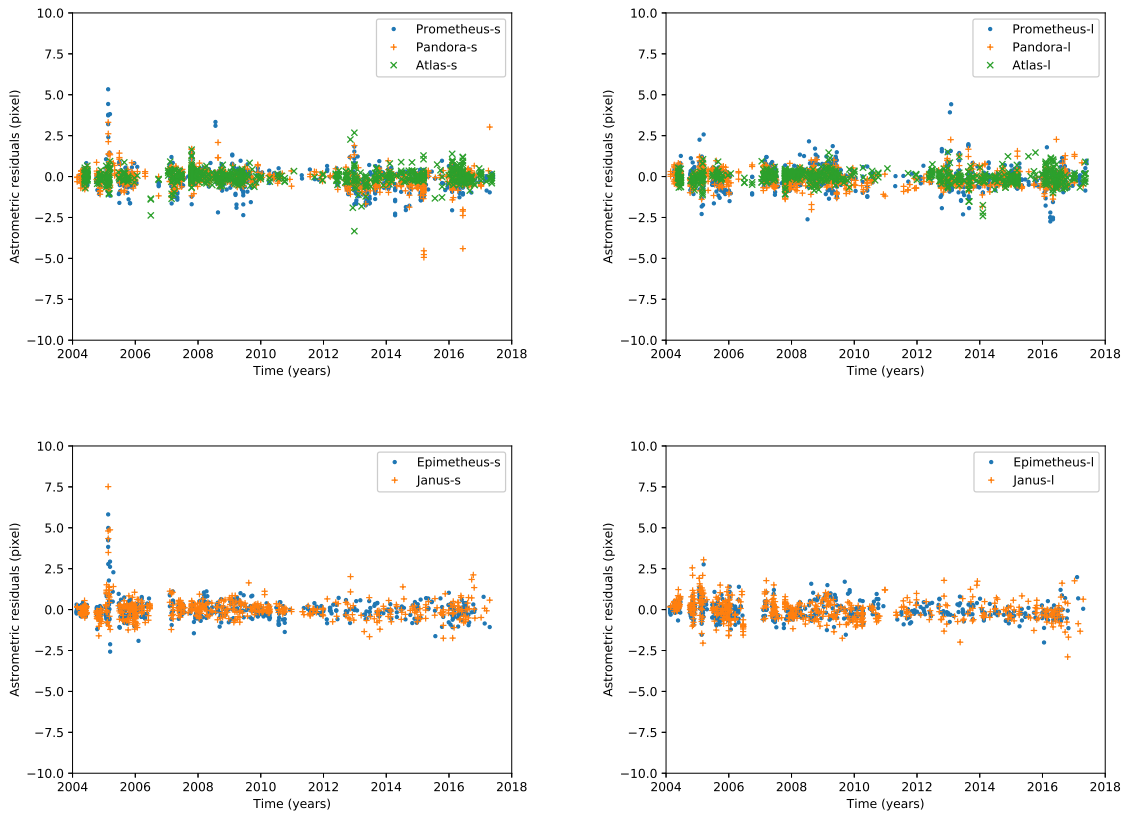 10.0
7.5
5.0
2.5
0.0
−2.5
−5.0
−7.5
−10.0
Astrometric residuals (pixel)
Prometheus-s
Pandora-s
Atlas-s
2004 2006 2008 2010 2012 2014 2016 2018
Time (years)
10.0
7.5
5.0
2.5
0.0
−2.5
−5.0
−7.5
−10.0
Astrometric residuals (pixel)
Prometheus-l
Pandora-l
Atlas-l
2004 2006 2008 2010 2012 2014 2016 2018
Time (years)
10.0
7.5
5.0
2.5
0.0
−2.5
−5.0
−7.5
−10.0
Astrometric residuals (pixel)
Epimetheus-s
Janus-s
2004 2006 2008 2010 2012 2014 2016 2018
Time (years)
10.0
7.5
5.0
2.5
0.0
−2.5
−5.0
−7.5
−10.0
Astrometric residuals (pixel)
Epimetheus-l
Janus-l
2004 2006 2008 2010 2012 2014 2016 2018
Time (years)